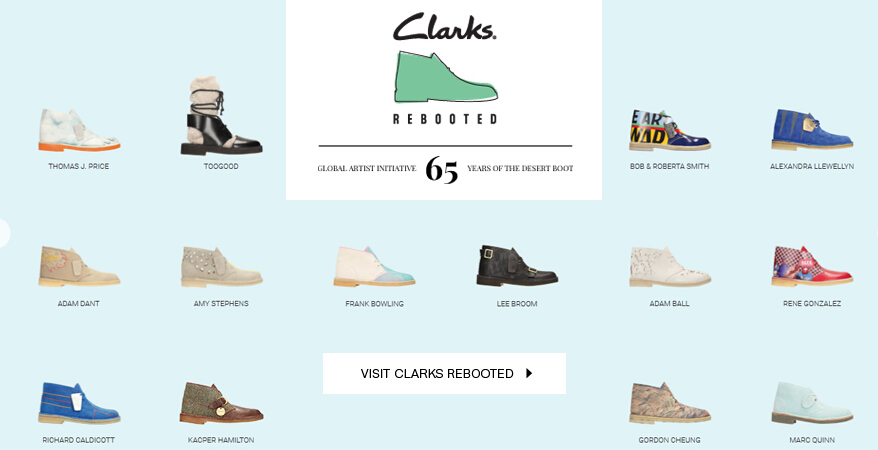 Clarks.
REBOOTED
GLOBAL ARTIST INITIATIVE 65 YEARS OF THE DESERT BOOT
THOMAS J. PRICE
TOOGOOD
BOB & ROBERTA SMITH
ALEXANDRA LLEWELLYN
ADAM DANT
AMY STEPHENS
FRANK BOWLING
LEE BROOM
ADAM BALL
RENE GONZALEZ
VISIT CLARKS REBOOTED
RICHARD CALDICOTT
KACPER HAMILTON
GORDON CHEUNG
MARC QUINN